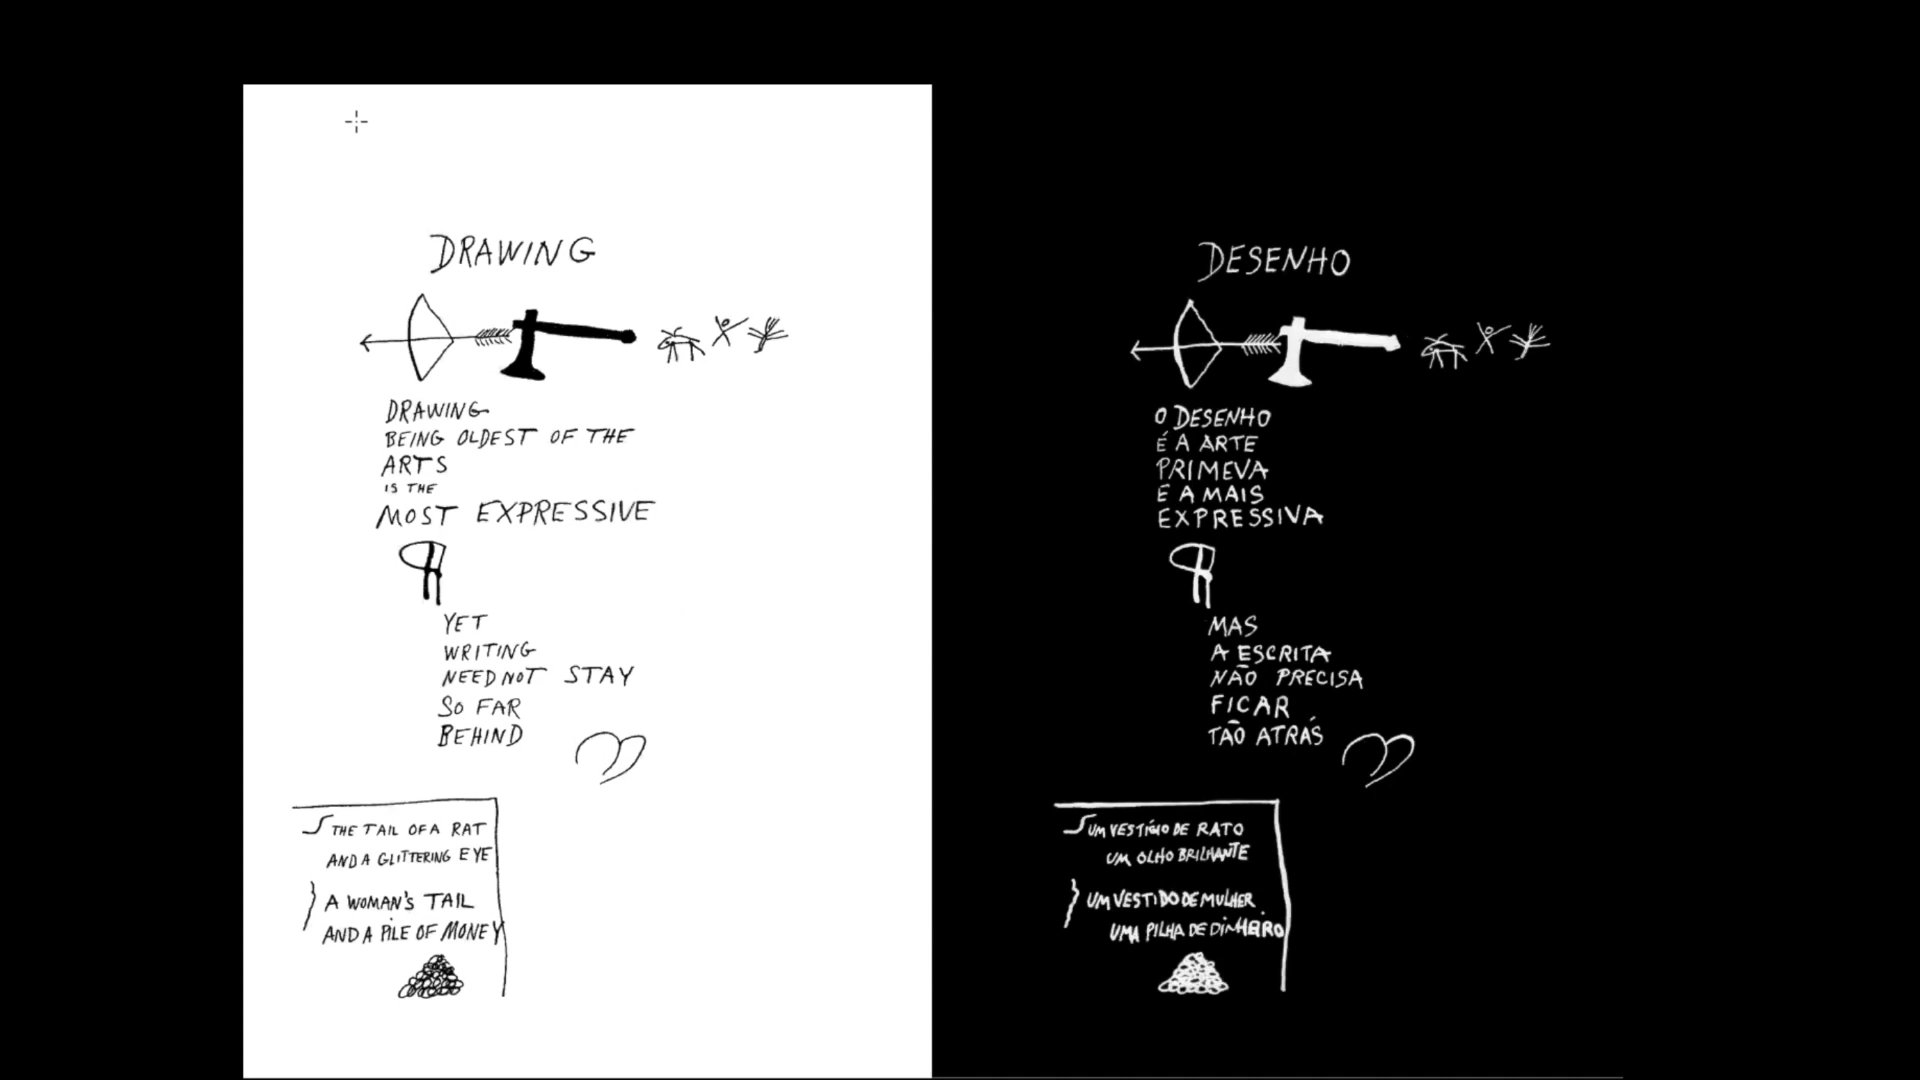 DRAWING
DRAWING
BEING OLDEST OF THE
ARTS
IS THE
MOST EXPRESSIVE
¶
YET
WRITING
NEED NOT STAY
SO FAR
BEHIND
THE TAIL OF A RAT
AND A GLITTERING EYE
A WOMAN'S TAIL
AND A PILE OF MONEY
DESENHO
O DESENHO
É A ARTE
PRIMEVA
E A MAIS
EXPRESSIVA
¶
MAS
A ESCRITA
NÃO PRECISA
FICAR
TÃO ATRÁS
UM VESTÍGIO DE RATO
UM OLHO BRILHANTE
UM VESTIDO DE MULHER
UMA PILHA DE DINHEIRO